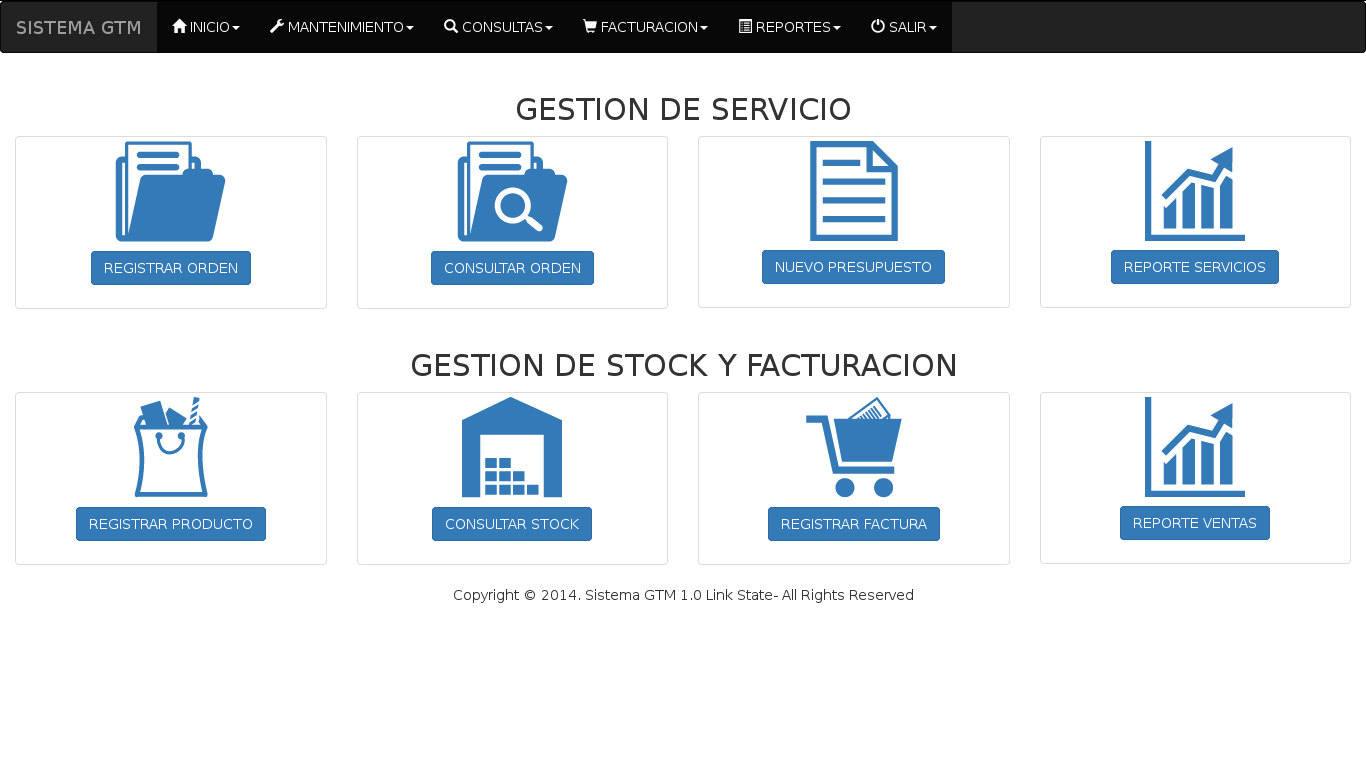 SISTEMA GTM INICIO MANTENIMIENTO CONSULTAS FACTURACION REPORTES SALIR
GESTION DE SERVICIO
REGISTRAR ORDEN CONSULTAR ORDEN NUEVO PRESUPUESTO REPORTE SERVICIOS
GESTION DE STOCK Y FACTURACION
REGISTRAR PRODUCTO CONSULTAR STOCK REGISTRAR FACTURA REPORTE VENTAS
Copyright © 2014. Sistema GTM 1.0 Link State- All Rights Reserved